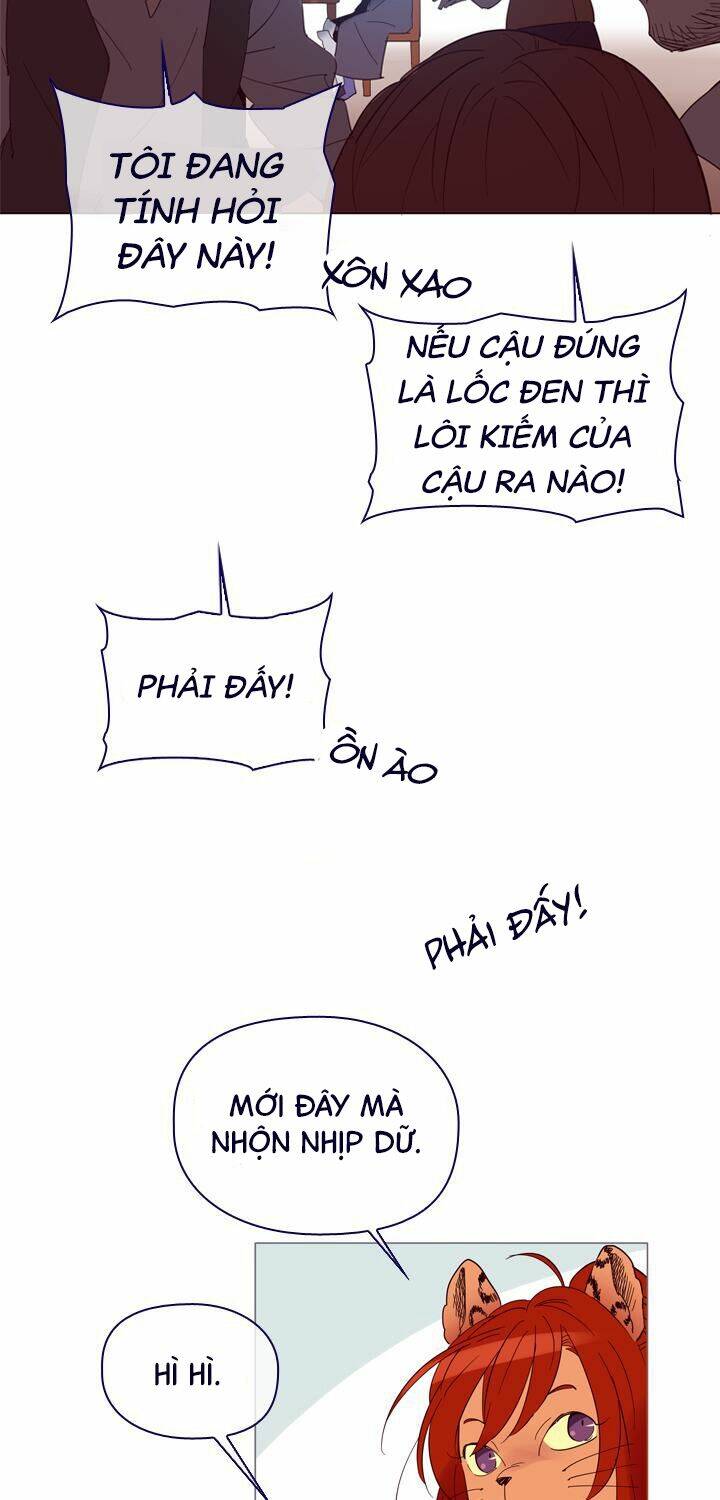 TÔI ĐANG
TÍNH HỎI
ĐÂY NÀY!
XÔN XAO
NẾU CẬU ĐÚNG
LÀ LỐC ĐEN THÌ
LÔI KIẾM CỦA
CẬU RA NÀO!
PHẢI ĐẤY!
ỒN ÀO
PHẢI ĐẤY!
MỚI ĐÂY MÀ
NHỘN NHỊP DỮ.
HÌ HÌ.